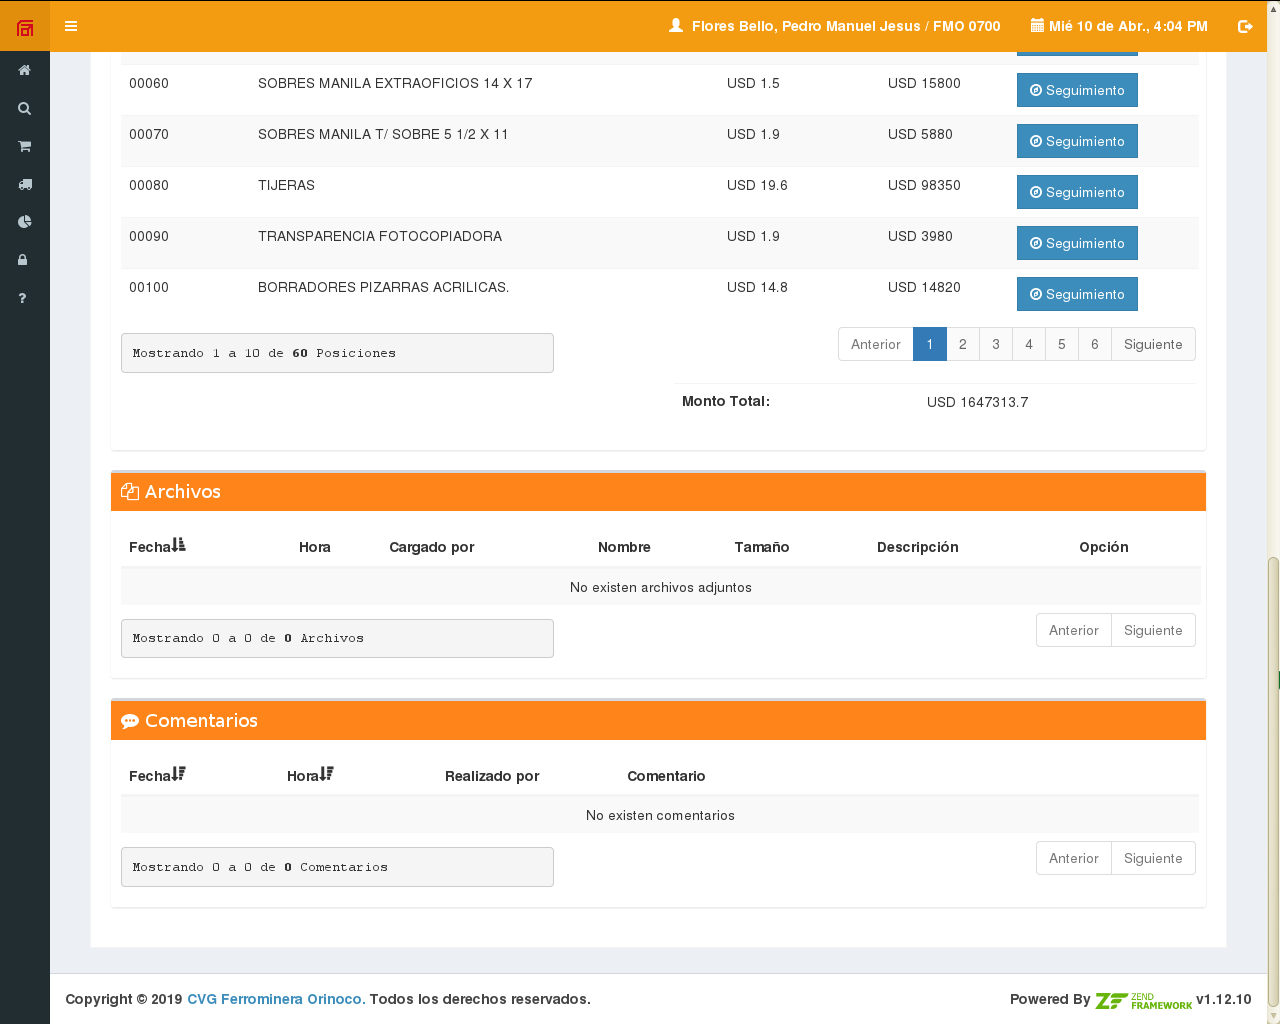 Flores Bello, Pedro Manuel Jesus / FMO 0700 Mié 10 de Abr., 4:04 PM
00060 SOBRES MANILA EXTRAOFICIOS 14 X 17 USD 1.5 USD 15800 Seguimiento
00070 SOBRES MANILA T/ SOBRE 5 1/2 X 11 USD 1.9 USD 5880 Seguimiento
00080 TIJERAS USD 19.6 USD 98350 Seguimiento
00090 TRANSPARENCIA FOTOCOPIADORA USD 1.9 USD 3980 Seguimiento
00100 BORRADORES PIZARRAS ACRILICAS. USD 14.8 USD 14820 Seguimiento
Mostrando 1 a 10 de 60 Posiciones Anterior 1 2 3 4 5 6 Siguiente
Monto Total: USD 1647313.7
Archivos
Fecha Hora Cargado por Nombre Tamaño Descripción Opción
No existen archivos adjuntos
Mostrando 0 a 0 de 0 Archivos Anterior Siguiente
Comentarios
Fecha Hora Realizado por Comentario
No existen comentarios
Mostrando 0 a 0 de 0 Comentarios Anterior Siguiente
Copyright © 2019 CVG Ferrominera Orinoco. Todos los derechos reservados. Powered By ZF ZEND FRAMEWORK v1.12.10